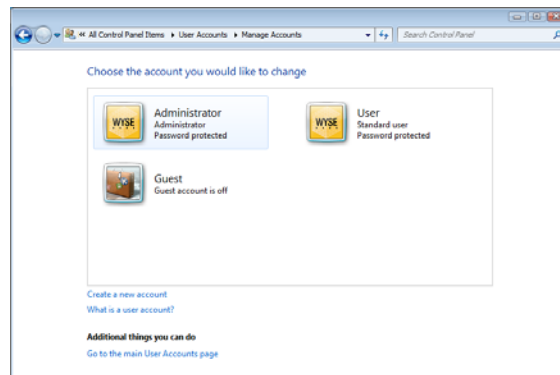 « All Control Panel Items ▸ User Accounts ▸ Manage Accounts
Search Control Panel
Choose the account you would like to change
WYSE
Administrator
Administrator
Password protected
WYSE
User
Standard user
Password protected
Guest
Guest account is off
Create a new account
What is a user account?
Additional things you can do
Go to the main User Accounts page